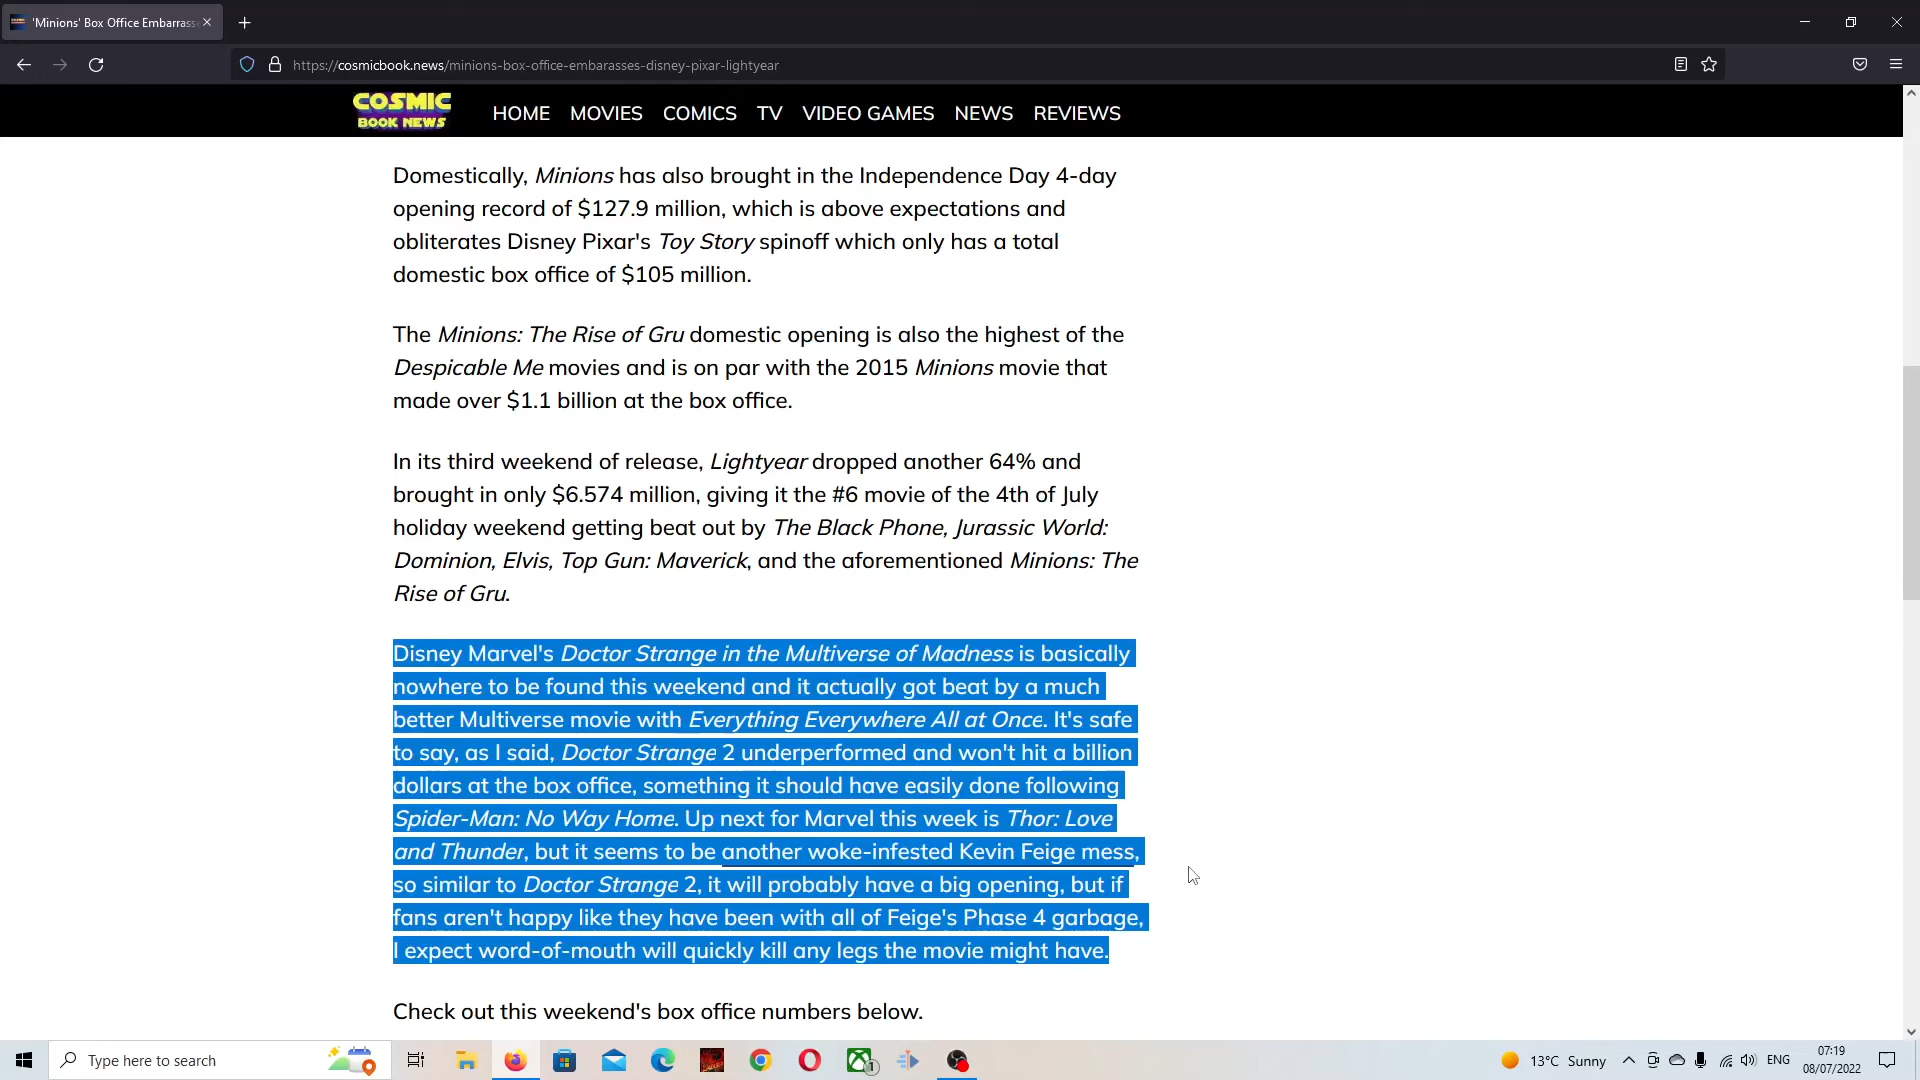 'Minions' Box Office Embarrass
https://cosmicbook.news/minions-box-office-embarasses-disney-pixar-lightyear
COSMIC
BOOK NEWS
HOME MOVIES COMICS TV VIDEO GAMES NEWS REVIEWS
Domestically, Minions has also brought in the Independence Day 4-day
opening record of $127.9 million, which is above expectations and
obliterates Disney Pixar's Toy Story spinoff which only has a total
domestic box office of $105 million.
The Minions: The Rise of Gru domestic opening is also the highest of the
Despicable Me movies and is on par with the 2015 Minions movie that
made over $1.1 billion at the box office.
In its third weekend of release, Lightyear dropped another 64% and
brought in only $6.574 million, giving it the #6 movie of the 4th of July
holiday weekend getting beat out by The Black Phone, Jurassic World:
Dominion, Elvis, Top Gun: Maverick, and the aforementioned Minions: The
Rise of Gru.
Disney Marvel's Doctor Strange in the Multiverse of Madness is basically
nowhere to be found this weekend and it actually got beat by a much
better Multiverse movie with Everything Everywhere All at Once. It's safe
to say, as I said, Doctor Strange 2 underperformed and won't hit a billion
dollars at the box office, something it should have easily done following
Spider-Man: No Way Home. Up next for Marvel this week is Thor: Love
and Thunder, but it seems to be another woke-infested Kevin Feige mess,
so similar to Doctor Strange 2, it will probably have a big opening, but if
fans aren't happy like they have been with all of Feige's Phase 4 garbage,
I expect word-of-mouth will quickly kill any legs the movie might have.
Check out this weekend's box office numbers below.
Type here to search
1
13°C Sunny
ENG
07:19
08/07/2022